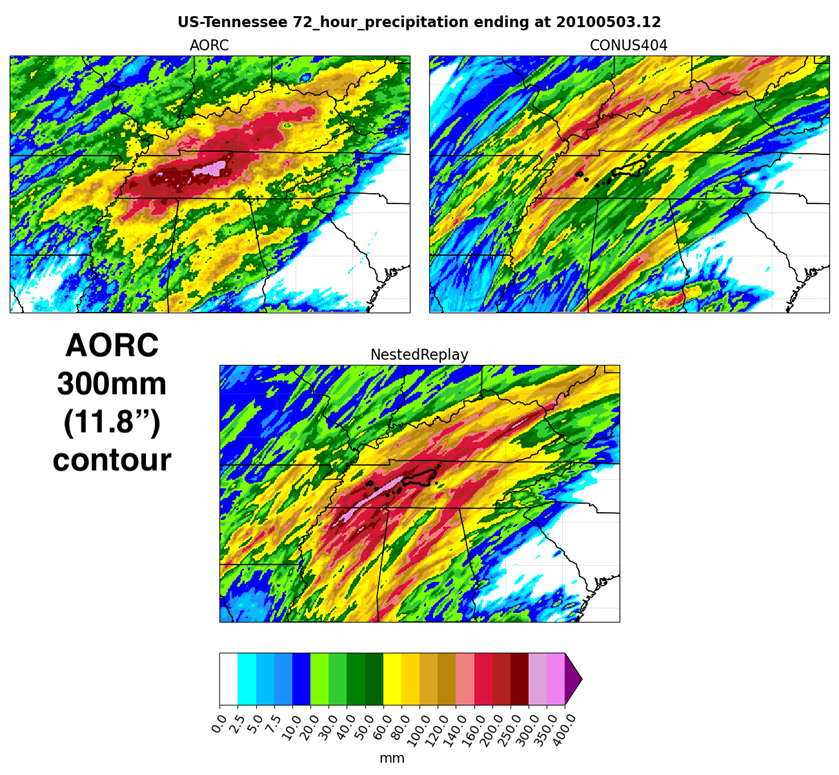 US-Tennessee 72_hour_precipitation ending at 20100503.12
AORC
CONUS404
AORC
300mm
(11.8”)
contour
NestedReplay
0.0
2.5
5.0
7.5
10.0
20.0
30.0
40.0
50.0
60.0
80.0
100.0
120.0
140.0
160.0
200.0
250.0
300.0
350.0
400.0
mm